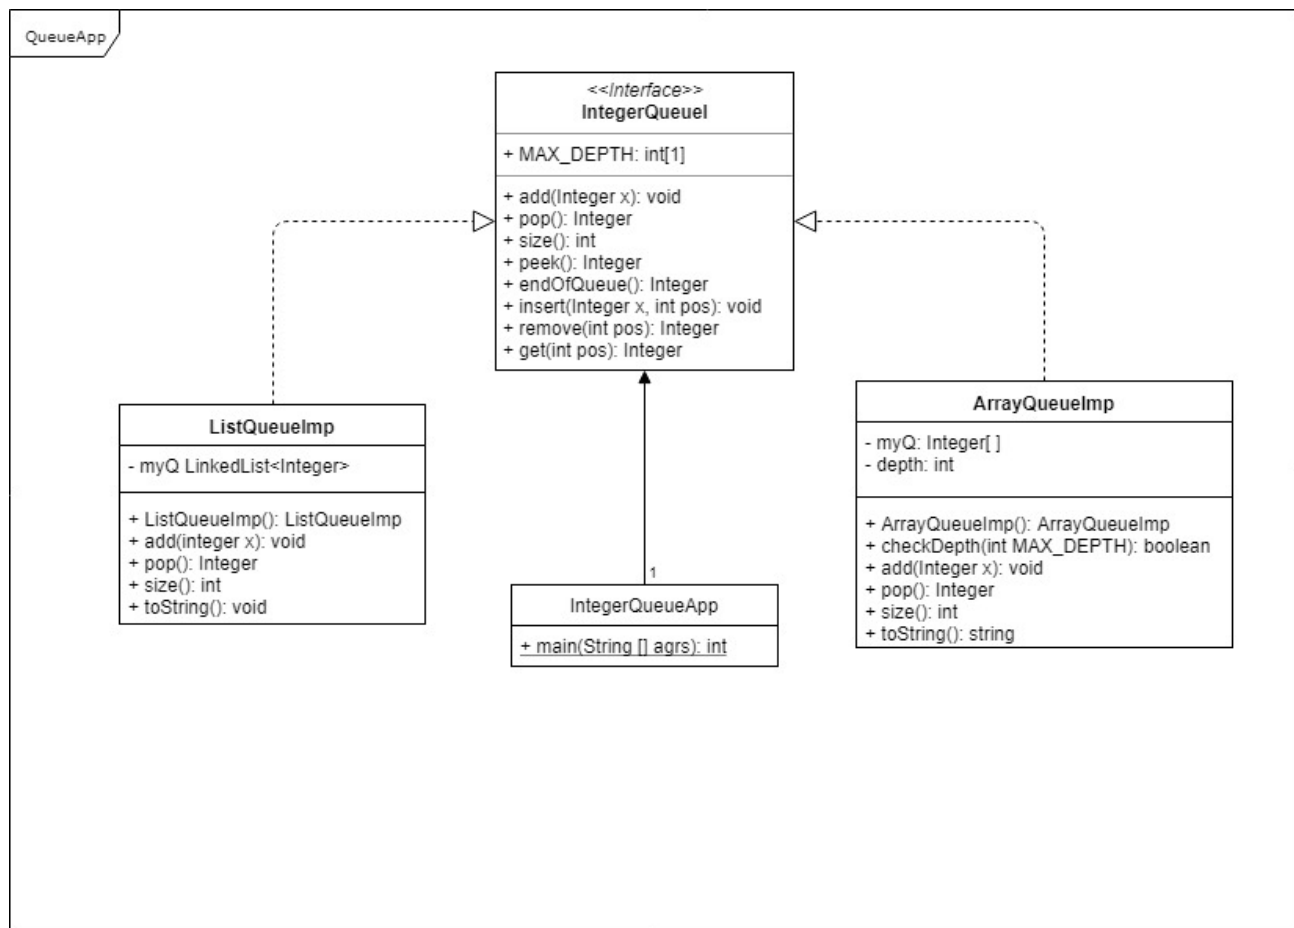 QueueApp
<<Interface>>
IntegerQueueI
+ MAX_DEPTH: int[1]
+ add(Integer x): void
+ pop(): Integer
+ size(): int
+ peek(): Integer
+ endOfQueue(): Integer
+ insert(Integer x, int pos): void
+ remove(int pos): Integer
+ get(int pos): Integer
ListQueueImp
- myQ LinkedList<Integer>
+ ListQueueImp(): ListQueueImp
+ add(integer x): void
+ pop(): Integer
+ size(): int
+ toString(): void
1
IntegerQueueApp
+ main(String [] agrs): int
ArrayQueueImp
- myQ: Integer[ ]
- depth: int
+ ArrayQueueImp(): ArrayQueueImp
+ checkDepth(int MAX_DEPTH): boolean
+ add(Integer x): void
+ pop(): Integer
+ size(): int
+ toString(): string